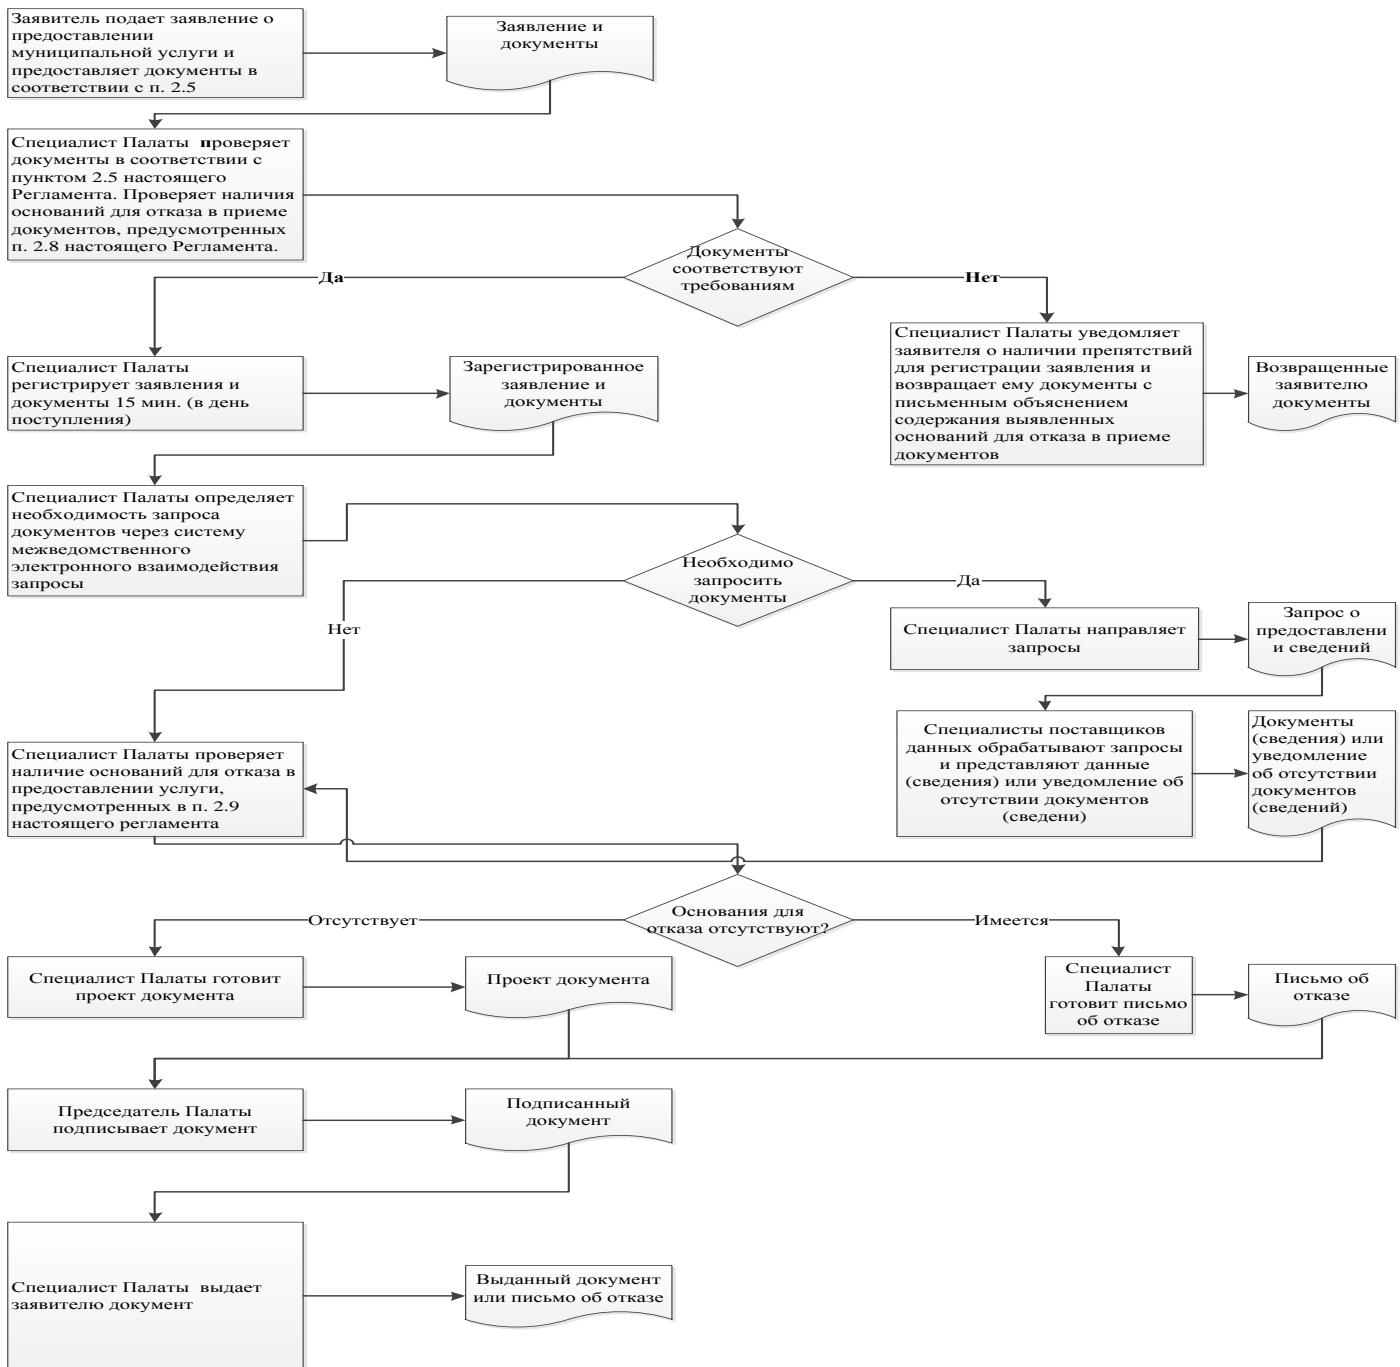 Заявитель подает заявление о
предоставлении
муниципальной услуги и
предоставляет документы в
соответствии с п. 2.5
Заявление и
документы
Специалист Палаты проверяет
документы в соответствии с
пунктом 2.5 настоящего
Регламента. Проверяет наличия
оснований для отказа в приеме
документов, предусмотренных
п. 2.8 настоящего Регламента.
Документы
соответствуют
требованиям
Да
Нет
Специалист Палаты
регистрирует заявления и
документы 15 мин. (в день
поступления)
Зарегистрированное
заявление и
документы
Специалист Палаты уведомляет
заявителя о наличии препятствий
для регистрации заявления и
возвращает ему документы с
письменным объяснением
содержания выявленных
оснований для отказа в приеме
документов
Возвращенные
заявителю
документы
Специалист Палаты определяет
необходимость запроса
документов через систему
межведомственного
электронного взаимодействия
запросы
Необходимо
запросить
документы
Да
Нет
Специалист Палаты направляет
запросы
Запрос о
предоставлени
и сведений
Специалисты поставщиков
данных обрабатывают запросы
и представляют данные
(сведения) или уведомление об
отсутствии документов
(сведени)
Документы
(сведения) или
уведомление
об отсутствии
документов
(сведений)
Специалист Палаты проверяет
наличие оснований для отказа в
предоставлении услуги,
предусмотренных в п. 2.9
настоящего регламента
Основания для
отказа отсутствуют?
Отсутствует
Имеется
Специалист Палаты готовит
проект документа
Проект документа
Специалист
Палаты
готовит письмо
об отказе
Письмо об
отказе
Председатель Палаты
подписывает документ
Подписанный
документ
Специалист Палаты выдает
заявителю документ
Выданный документ
или письмо об отказе